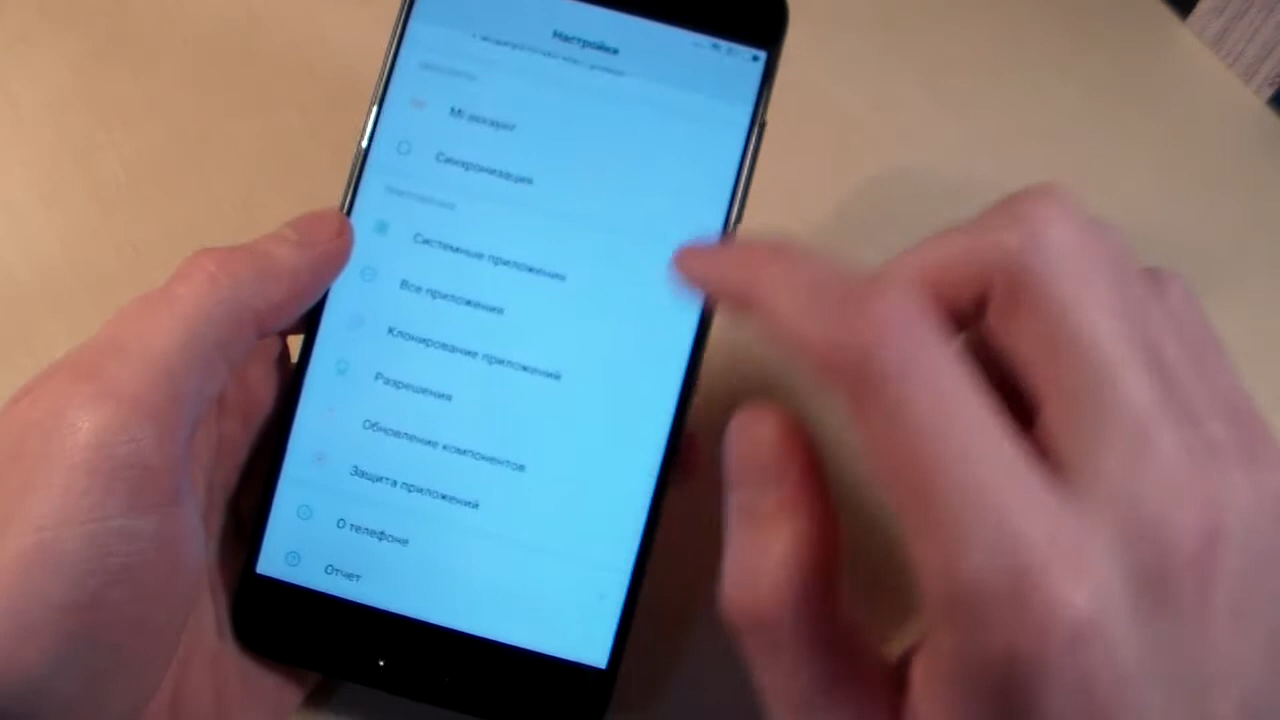 Настройки
Mi аккаунт
Синхронизация
Системные приложения
Все приложения
Клонирование приложений
Разрешения
Обновление компонентов
Защита приложений
О телефоне
Отчет